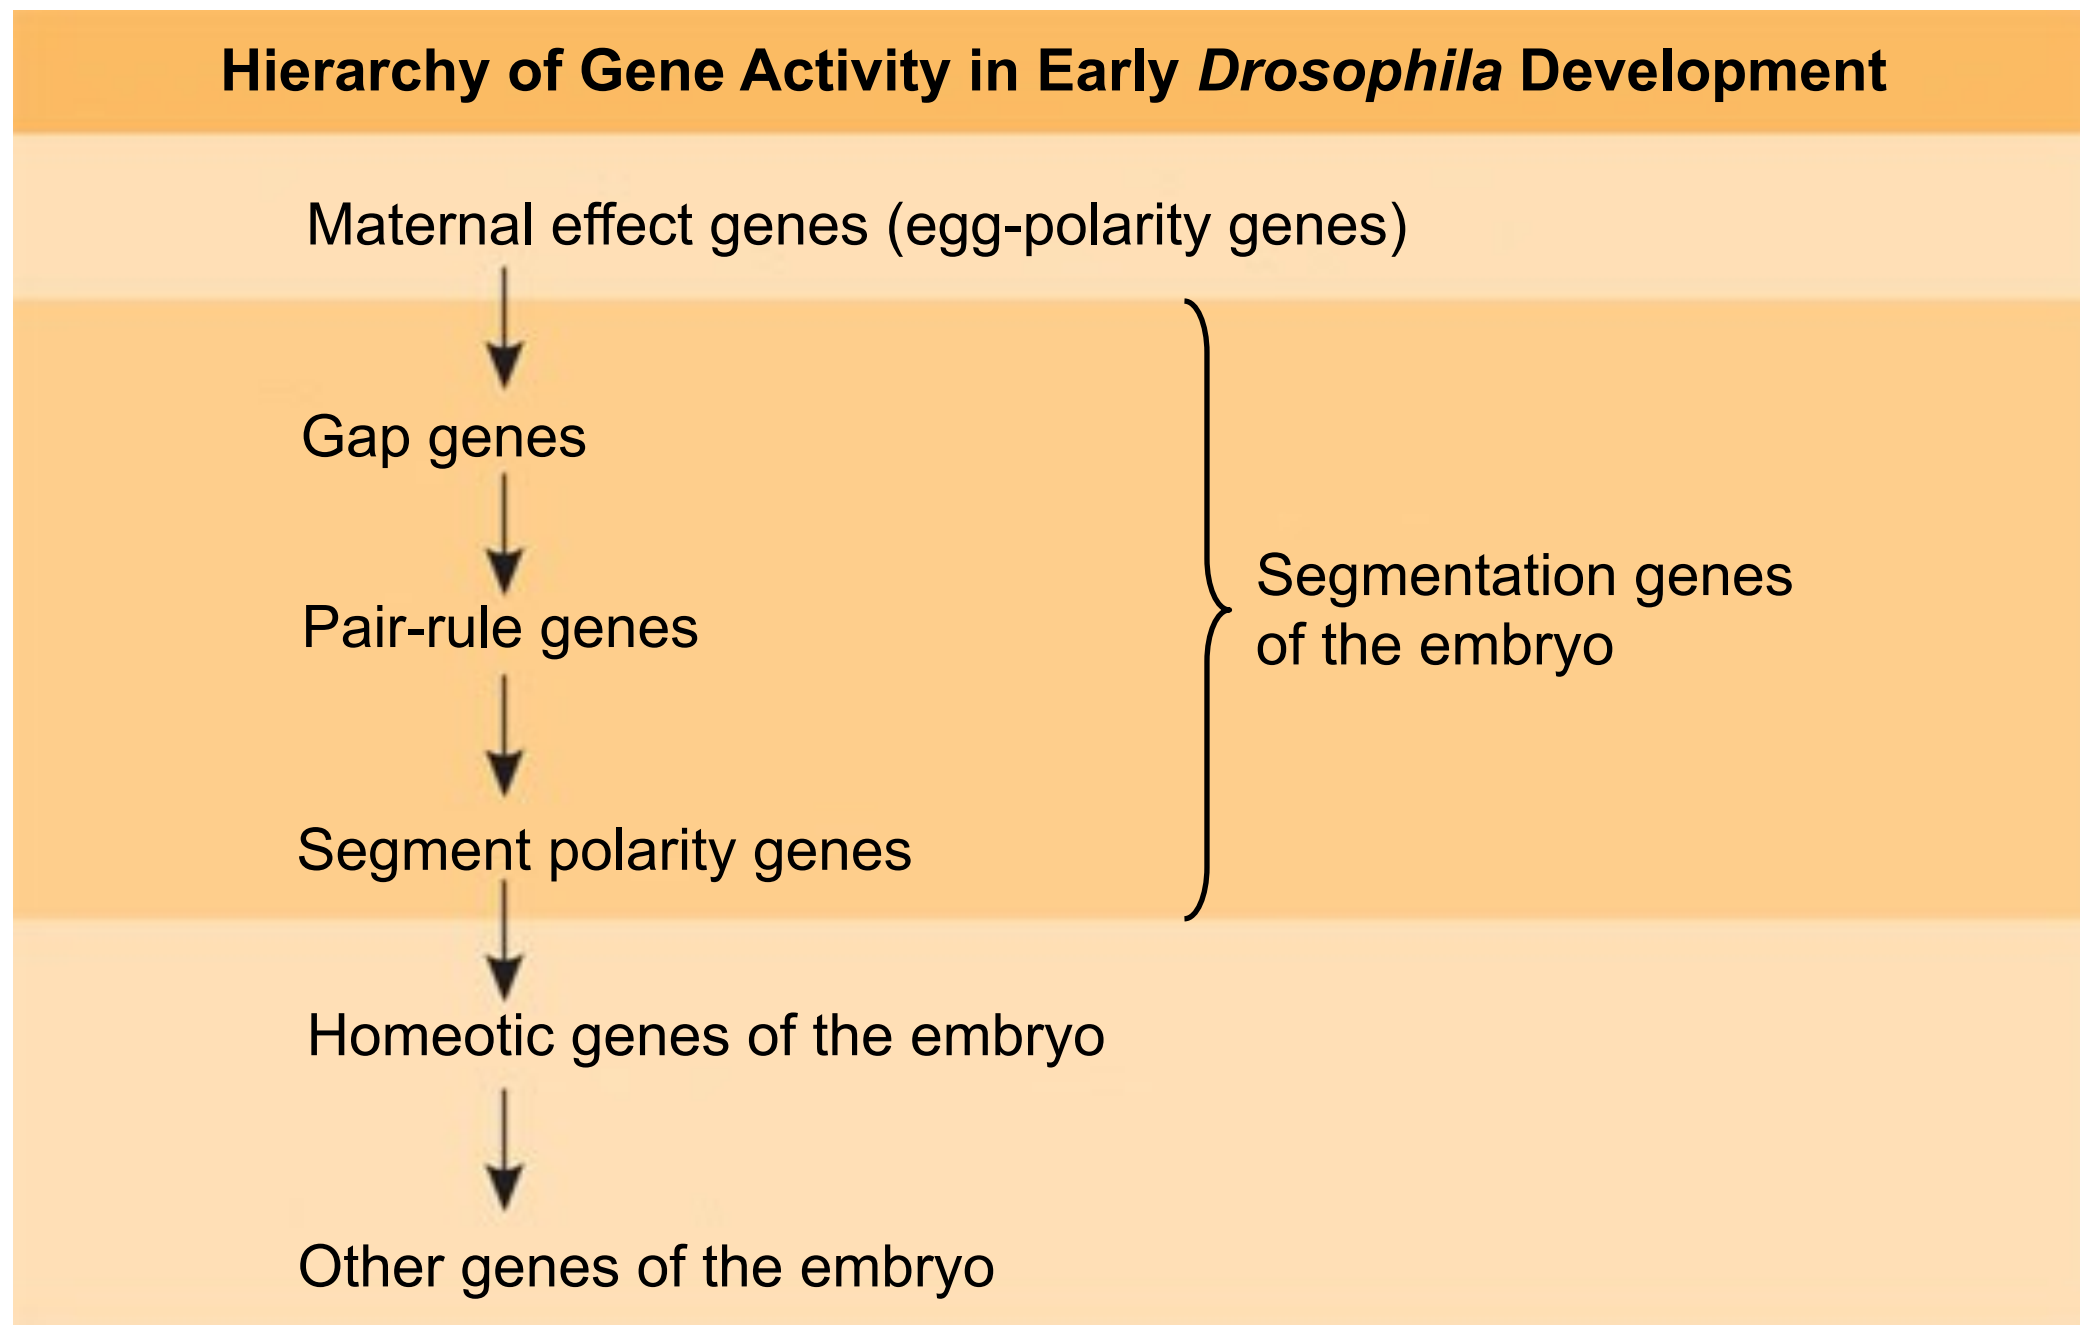 Hierarchy of Gene Activity in Early Drosophila Development
Maternal effect genes (egg-polarity genes)
Gap genes
Pair-rule genes
Segment polarity genes
Segmentation genes
of the embryo
Homeotic genes of the embryo
Other genes of the embryo